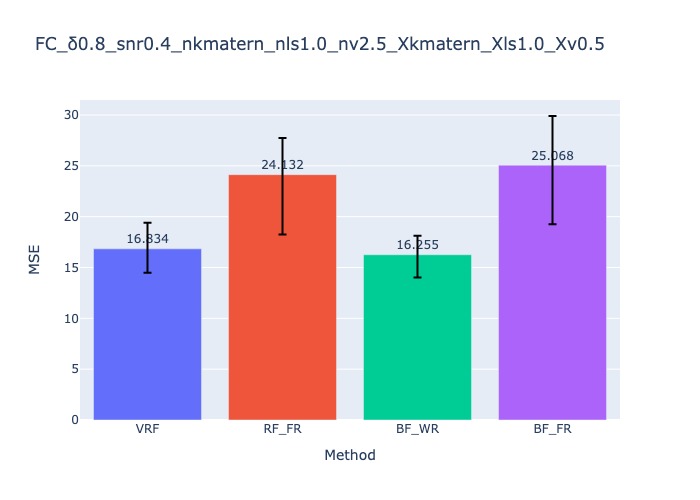 FC_δ0.8_snr0.4_nkmatern_nls1.0_nv2.5_Xkmatern_Xls1.0_Xv0.5
30
25
20
15
10
5
0
MSE
16.834
24.132
16.255
25.068
VRF
RF_FR
BF_WR
BF_FR
Method